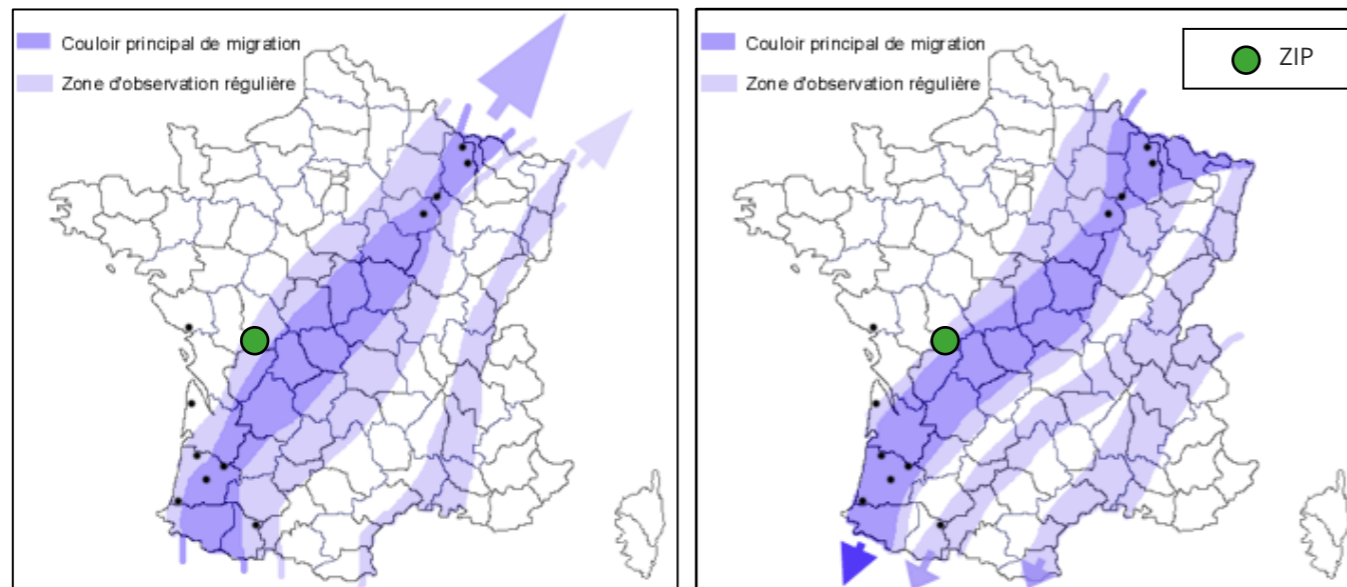 Couloir principal de migration
Zone d'observation régulière
Couloir principal de migration
Zone d'observation régulière
ZIP